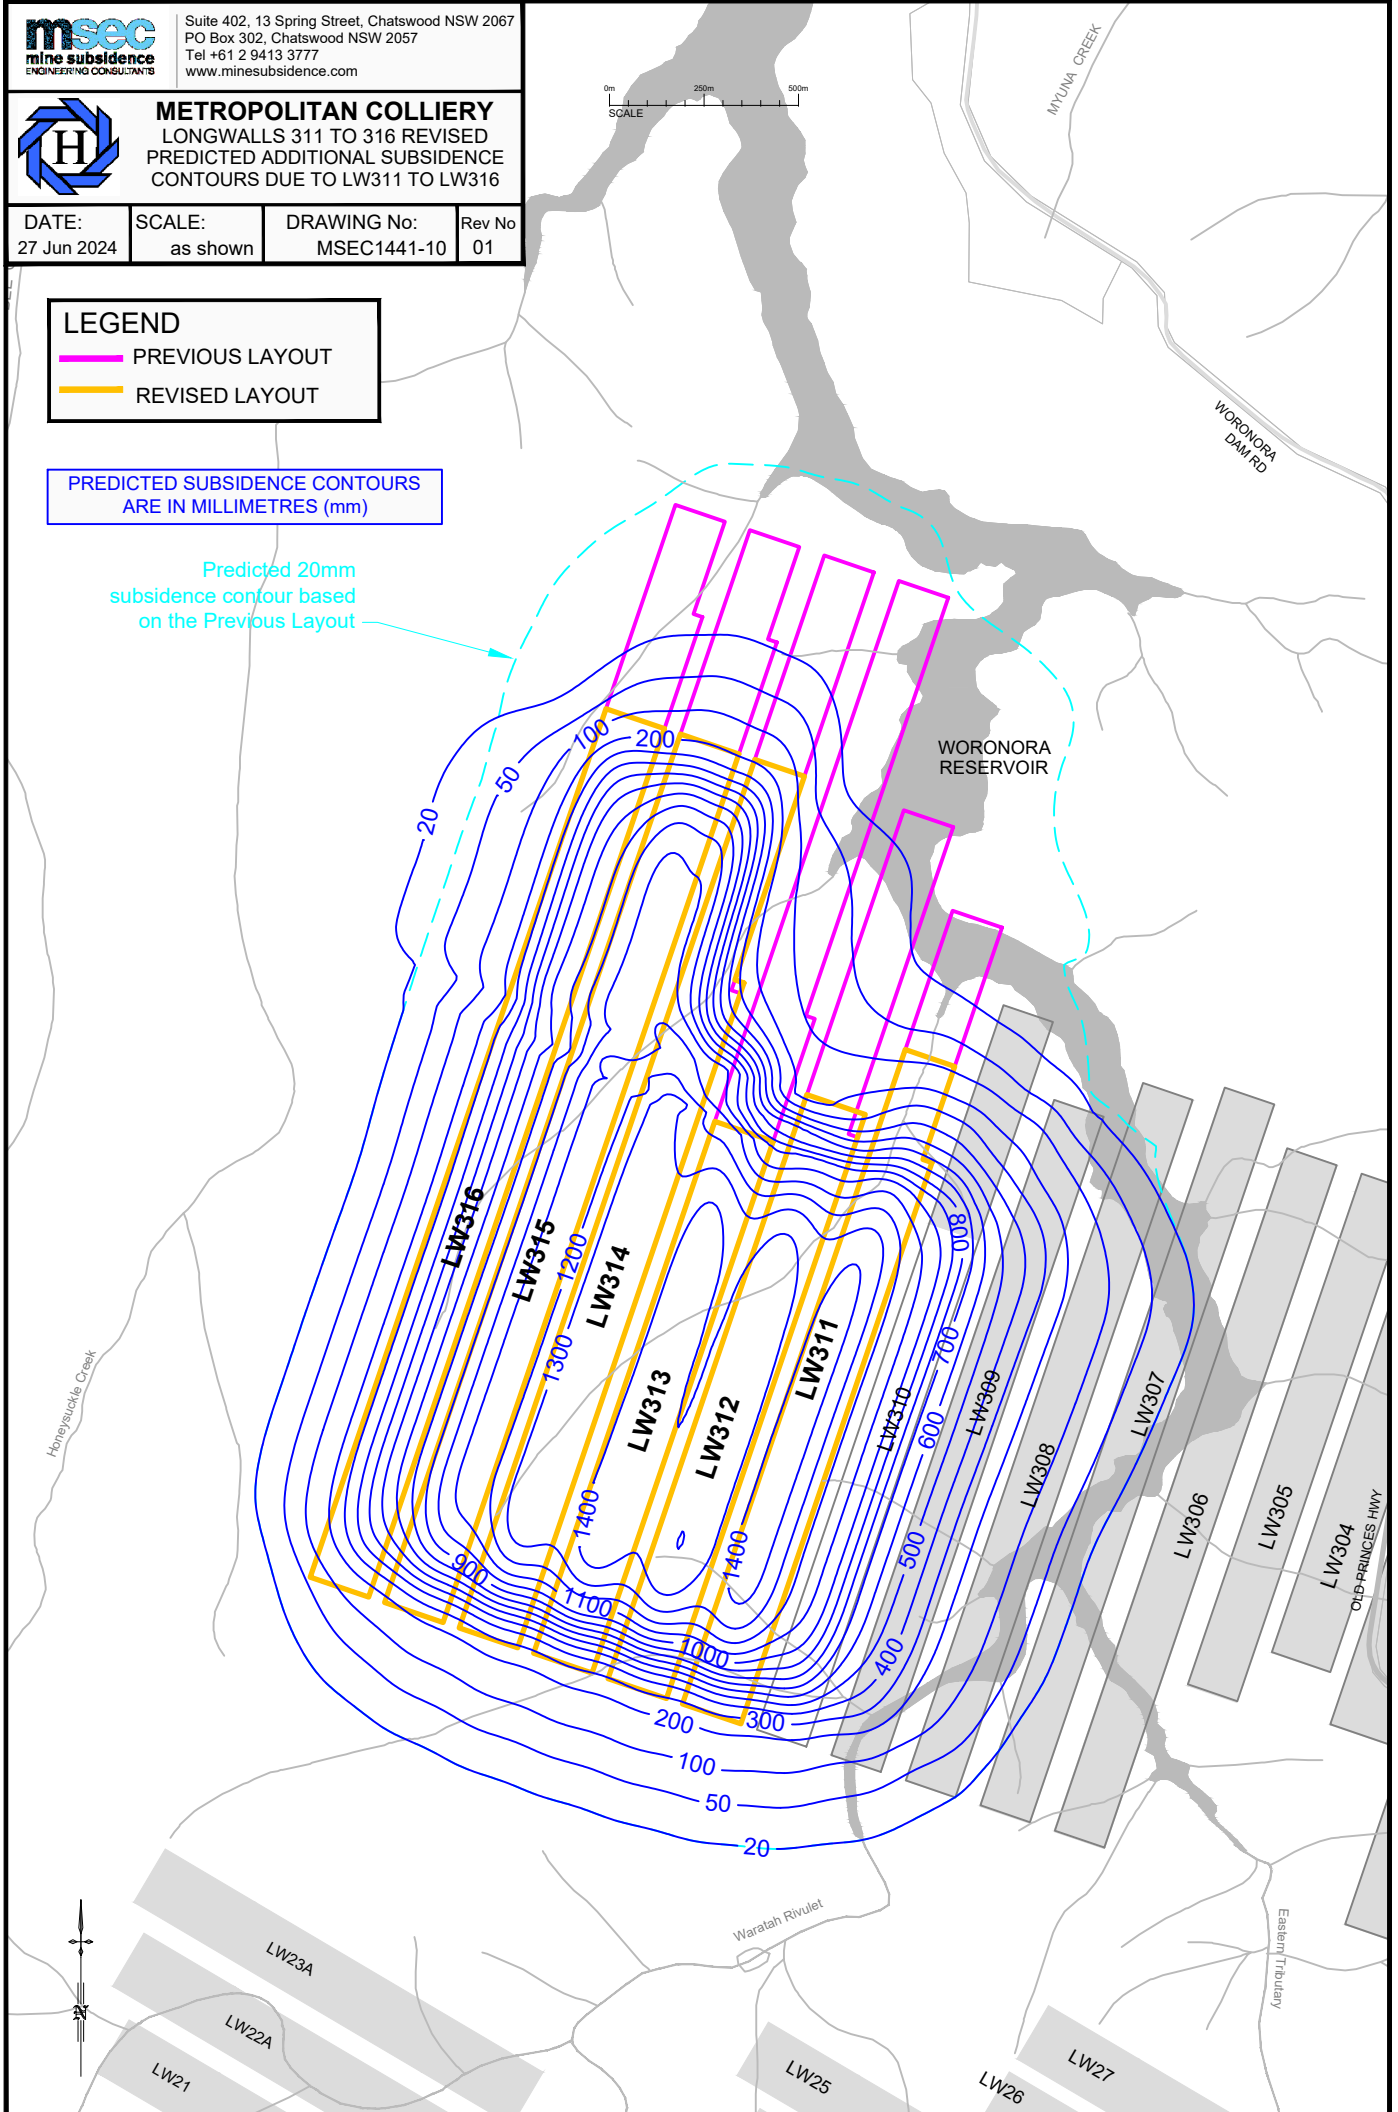 msec
mine subsidence
ENGINEERING CONSULTANTS
Suite 402, 13 Spring Street, Chatswood NSW 2067
PO Box 302, Chatswood NSW 2057
Tel +61 2 9413 3777
www.minesubsidence.com
H
METROPOLITAN COLLIERY
LONGWALLS 311 TO 316 REVISED
PREDICTED ADDITIONAL SUBSIDENCE
CONTOURS DUE TO LW311 TO LW316
DATE:
27 Jun 2024
SCALE:
as shown
DRAWING No:
MSEC1441-10
Rev No
01
0m 250m 500m
SCALE
MYUNA CREEK
LEGEND
PREVIOUS LAYOUT
REVISED LAYOUT
WORONORA
DAM RD
PREDICTED SUBSIDENCE CONTOURS
ARE IN MILLIMETRES (mm)
Predicted 20mm
subsidence contour based
on the Previous Layout
WORONORA
RESERVOIR
20
50
100
200
LW316
LW315
1200
LW314
1300
LW313
LW312
LW311
800
700
600
500
400
LW310
LW309
LW308
LW307
LW306
LW305
LW304
OLD PRINCES HWY
Honeysuckle Creek
1400
1400
900
1100
1000
300
200
100
50
20
Waratah Rivulet
Eastern Tributary
LW23A
LW22A
LW21
LW25
LW26
LW27
N